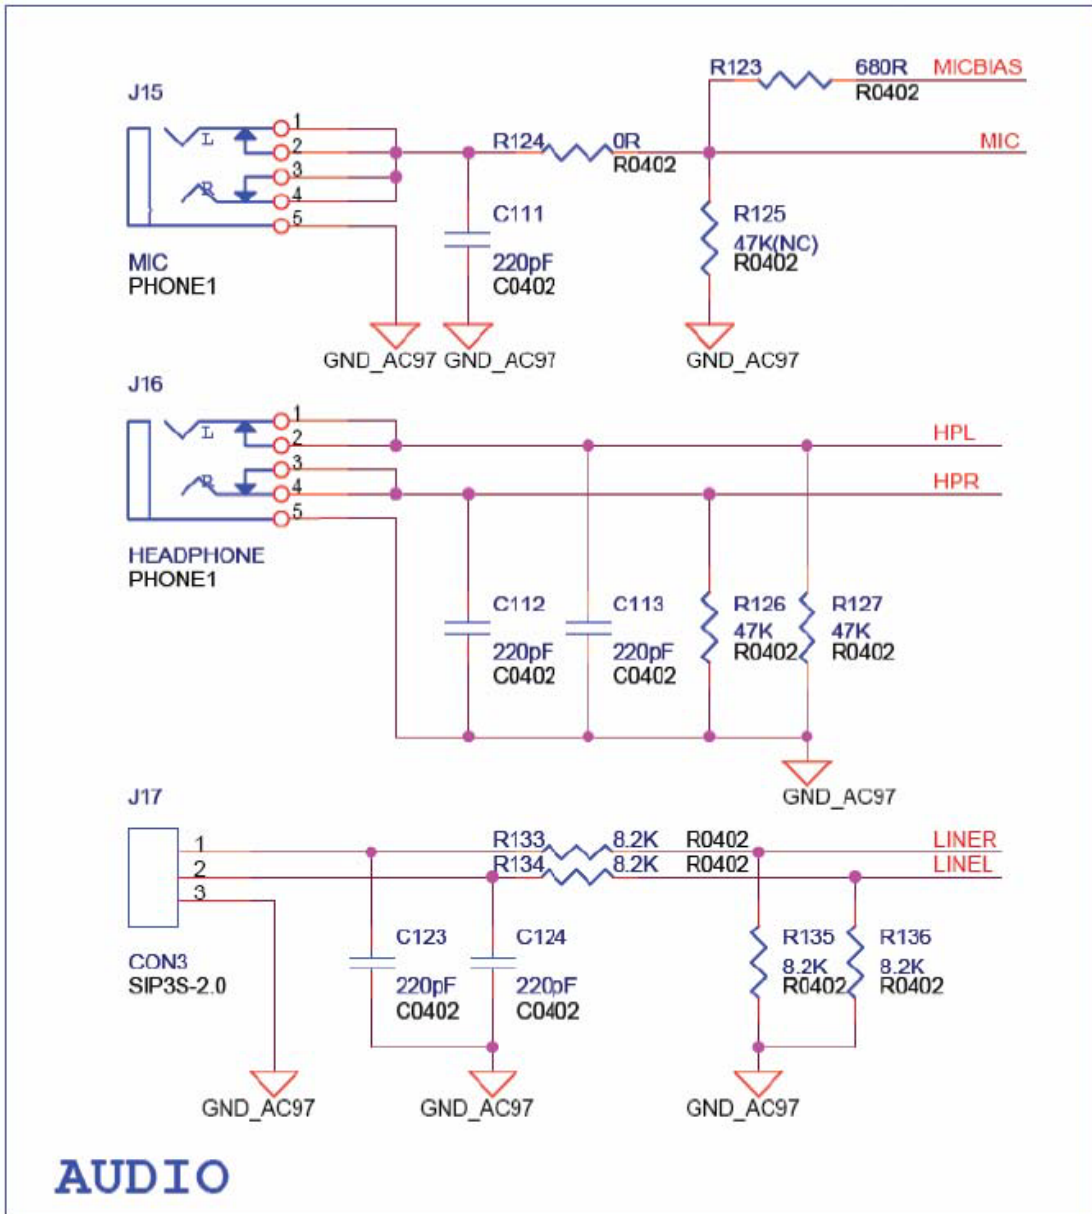 R123 680R MICBIAS
R0402
J15
1
L
2
R124 0R MIC
R0402
3
R
4
5
C111 R125
220pF 47K(NC)
C0402 R0402
MIC
PHONE1
GND_AC97 GND_AC97 GND_AC97
J16
1
L
2
HPL
3
R
4
HPR
5
HEADPHONE
PHONE1
C112 C113 R126 R127
220pF 220pF 47K 47K
C0402 C0402 R0402 R0402
GND_AC97
J17
1 R133 8.2K R0402 LINER
2 R134 8.2K R0402 LINEL
3
C123 C124 R135 R136
CON3 220pF 220pF 8.2K 8.2K
SIP3S-2.0 C0402 C0402 R0402 R0402
GND_AC97 GND_AC97 GND_AC97
AUDIO